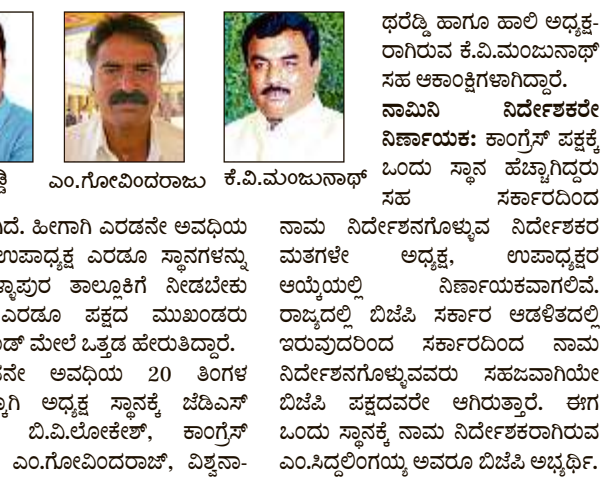 ಎಂ.ಗೋವಿಂದರಾಜು
ಕೆ.ವಿ.ಮಂಜುನಾಥ್
ಹೀಗಾಗಿ ಎರಡನೇ ಅವಧಿಯ
ಉಪಾಧ್ಯಕ್ಷ ಎರಡೂ ಸ್ಥಾನಗಳನ್ನು
ತಾಲ್ಲೂಕಿಗೆ ನೀಡಬೇಕು
ಎರಡೂ ಪಕ್ಷದ ಮುಖಂಡರು
ಮೇಲೆ ಒತ್ತಡ ಹೇರುತಿದ್ದಾರೆ.
ಅವಧಿಯ 20 ತಿಂಗಳ
ಅಧ್ಯಕ್ಷ ಸ್ಥಾನಕ್ಕೆ ಜೆಡಿಎಸ್
ಬಿ.ವಿ.ಲೋಕೇಶ್, ಕಾಂಗ್ರೆಸ್
ಎಂ.ಗೋವಿಂದರಾಜ್, ವಿಶ್ವನಾ-
ಥರೆಡ್ಡಿ ಹಾಗೂ ಹಾಲಿ ಅಧ್ಯಕ್ಷ-
ರಾಗಿರುವ ಕೆ.ವಿ.ಮಂಜುನಾಥ್
ಸಹ ಆಕಾಂಕ್ಷಿಗಳಾಗಿದ್ದಾರೆ.
ನಾಮಿನಿ ನಿರ್ದೇಶಕರೇ
ನಿರ್ಣಾಯಕ: ಕಾಂಗ್ರೆಸ್ ಪಕ್ಷಕ್ಕೆ
ಒಂದು ಸ್ಥಾನ ಹೆಚ್ಚಾಗಿದ್ದರು
ಸಹ ಸರ್ಕಾರದಿಂದ
ನಾಮ ನಿರ್ದೇಶನಗೊಳ್ಳುವ ನಿರ್ದೇಶಕರ
ಮತಗಳೇ ಅಧ್ಯಕ್ಷ, ಉಪಾಧ್ಯಕ್ಷರ
ಆಯ್ಕೆಯಲ್ಲಿ ನಿರ್ಣಾಯಕವಾಗಲಿವೆ.
ರಾಜ್ಯದಲ್ಲಿ ಬಿಜೆಪಿ ಸರ್ಕಾರ ಆಡಳಿತದಲ್ಲಿ
ಇರುವುದರಿಂದ ಸರ್ಕಾರದಿಂದ ನಾಮ
ನಿರ್ದೇಶನಗೊಳ್ಳುವವರು ಸಹಜವಾಗಿಯೇ
ಬಿಜೆಪಿ ಪಕ್ಷದವರೇ ಆಗಿರುತ್ತಾರೆ. ಈಗ
ಒಂದು ಸ್ಥಾನಕ್ಕೆ ನಾಮ ನಿರ್ದೇಶಕರಾಗಿರುವ
ಎಂ.ಸಿದ್ದಲಿಂಗಯ್ಯ ಅವರೂ ಬಿಜೆಪಿ ಅಭ್ಯರ್ಥಿ.